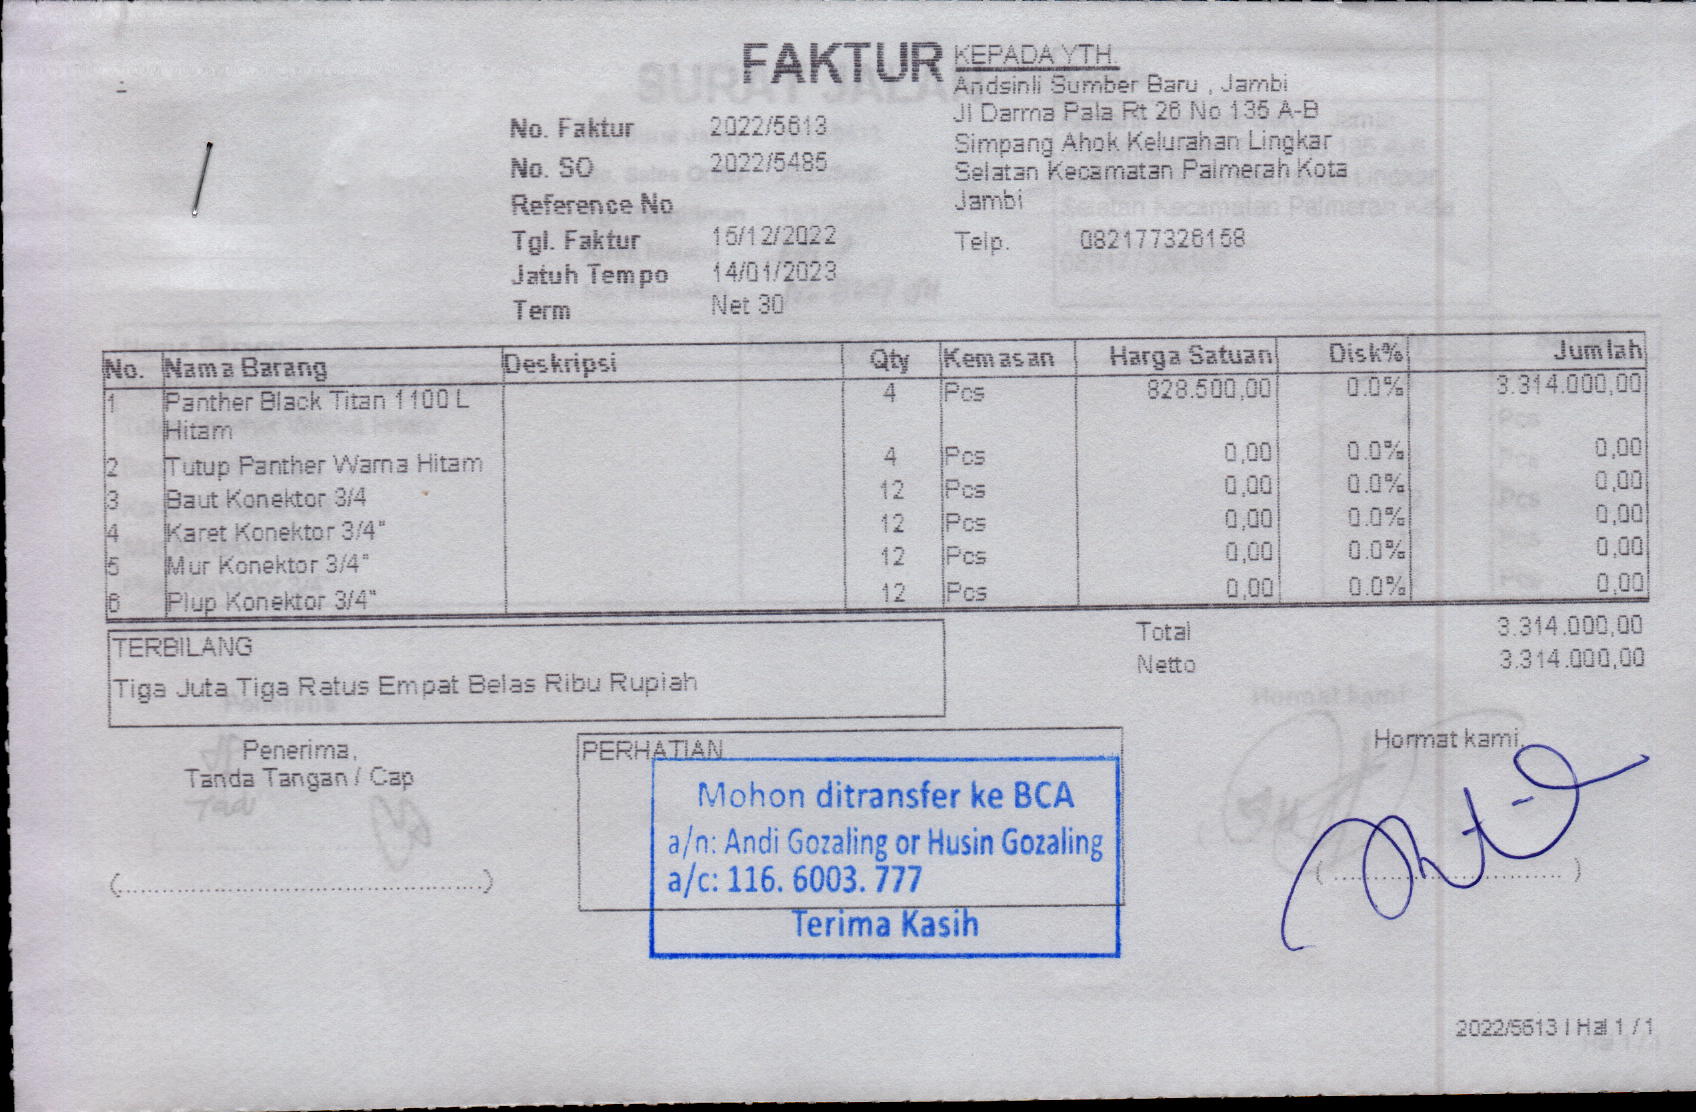 FAKTUR
KEPADA YTH.
Andsinli Sumber Baru , Jambi
Jl Darma Pala Rt 26 No 135 A-B
Simpang Ahok Kelurahan Lingkar
Selatan Kecamatan Palmerah Kota
Jambi
Telp. 082177326158
No. Faktur 2022/5613
No. SO 2022/5485
Reference No
Tgl. Faktur 15/12/2022
Jatuh Tempo 14/01/2023
Term Net 30
No. Nama Barang Deskripsi Qty Kemasan Harga Satuan Disk% Jumlah
1 Panther Black Titan 1100 L 4 Pcs 828.500,00 0.0% 3.314.000,00
Hitam
2 Tutup Panther Warna Hitam 4 Pcs 0,00 0.0% 0,00
3 Baut Konektor 3/4 12 Pcs 0,00 0.0% 0,00
4 Karet Konektor 3/4" 12 Pcs 0,00 0.0% 0,00
5 Mur Konektor 3/4" 12 Pcs 0,00 0.0% 0,00
6 Plup Konektor 3/4" 12 Pcs 0,00 0.0% 0,00
Total 3.314.000,00
Netto 3.314.000,00
TERBILANG
Tiga Juta Tiga Ratus Empat Belas Ribu Rupiah
Penerima,
Tanda Tangan / Cap
(................................................)
PERHATIAN
Mohon ditransfer ke BCA
a/n: Andi Gozaling or Husin Gozaling
a/c: 116. 6003. 777
Terima Kasih
Hormat kami,
( ................................ )
2022/5613 | Hal 1 / 1